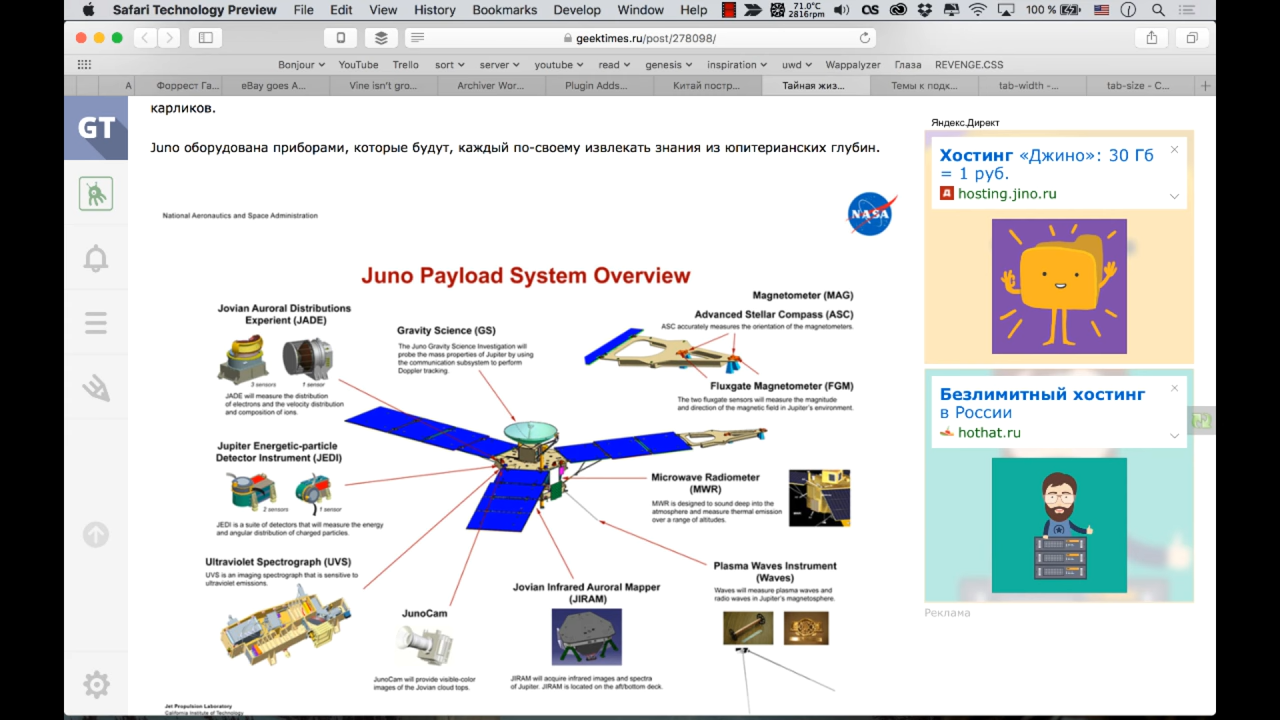 Safari Technology Preview File Edit View History Bookmarks Develop Window Help 71.0°C 2816rpm 100 %
geektimes.ru/post/278098/
Bonjour YouTube Trello sort server youtube read genesis inspiration uwd Wappalyzer Глаза REVENGE.CSS
А Форрест Га... eBay goes A... Vine isn't gro... Archiver Wor... Plugin Adds... Китай постр... Тайная жиз... Темы к подк... tab-width -... tab-size - C...
GT
карликов.
Juno оборудована приборами, которые будут, каждый по-своему извлекать знания из юпитерианских глубин.
National Aeronautics and Space Administration
NASA
Juno Payload System Overview
Jovian Auroral Distributions
Experient (JADE)
3 sensors 1 sensor
JADE will measure the distribution
of electrons and the velocity distribution
and composition of ions.
Gravity Science (GS)
The Juno Gravity Science Investigation will
probe the mass properties of Jupiter by using
the communication subsystem to perform
Doppler tracking.
Magnetometer (MAG)
Advanced Stellar Compass (ASC)
ASC accurately measures the orientation of the magnetometers.
Fluxgate Magnetometer (FGM)
The two fluxgate sensors will measure the magnitude
and direction of the magnetic field in Jupiter's environment.
Jupiter Energetic-particle
Detector Instrument (JEDI)
2 sensors 1 sensor
JEDI is a suite of detectors that will measure the energy
and angular distribution of charged particles.
Microwave Radiometer
(MWR)
MWR is designed to sound deep into the
atmosphere and measure thermal emission
over a range of altitudes.
Ultraviolet Spectrograph (UVS)
UVS is an imaging spectrograph that is sensitive to
ultraviolet emissions.
JunoCam
JunoCam will provide visible-color
images of the Jovian cloud tops.
Jovian Infrared Auroral Mapper
(JIRAM)
JIRAM will acquire infrared images and spectra
of Jupiter. JIRAM is located on the aft/bottom deck.
Plasma Waves Instrument
(Waves)
Waves will measure plasma waves and
radio waves in Jupiter's magnetosphere.
Jet Propulsion Laboratory
California Institute of Technology
Яндекс.Директ
Хостинг «Джино»: 30 Гб
= 1 руб.
hosting.jino.ru
Безлимитный хостинг
в России
hothat.ru
Реклама